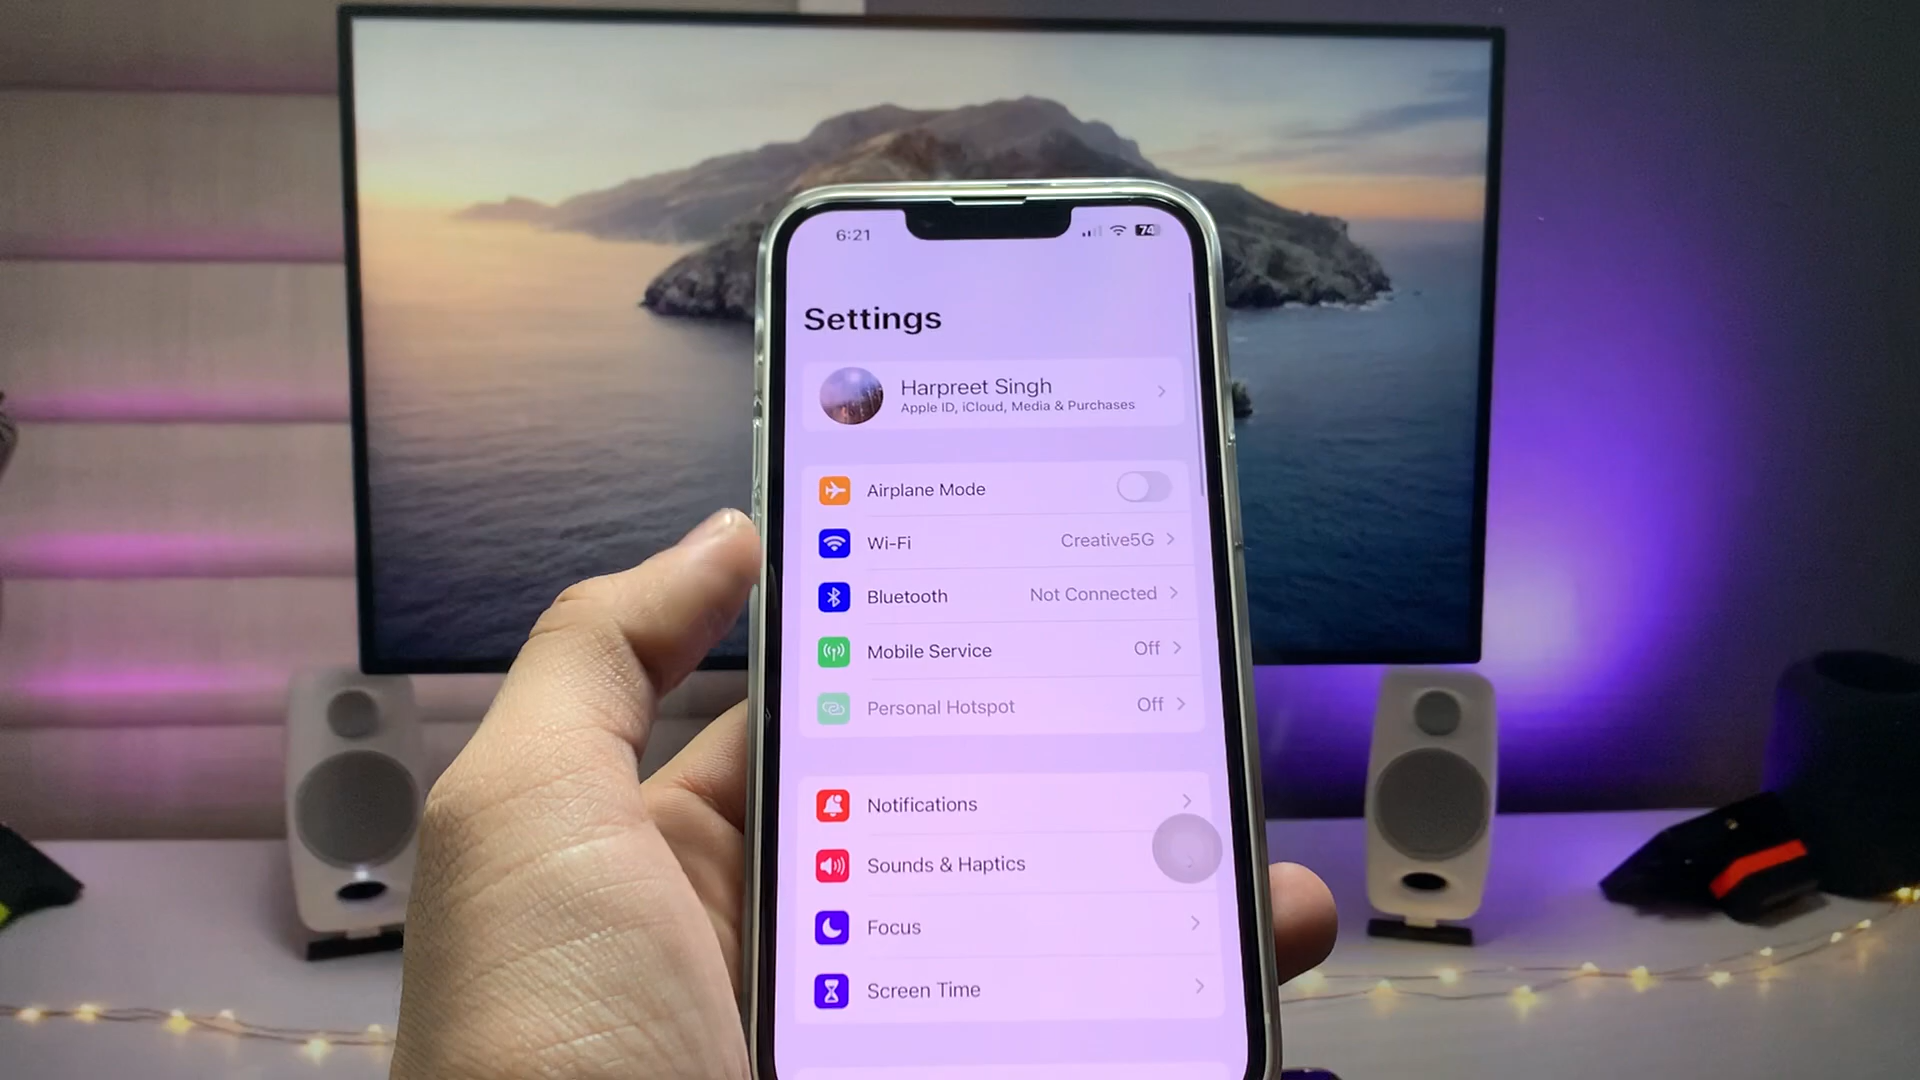 6:21 74
Settings
Harpreet Singh
Apple ID, iCloud, Media & Purchases
Airplane Mode
Wi-Fi Creative5G
Bluetooth Not Connected
Mobile Service Off
Personal Hotspot Off
Notifications
Sounds & Haptics
Focus
Screen Time